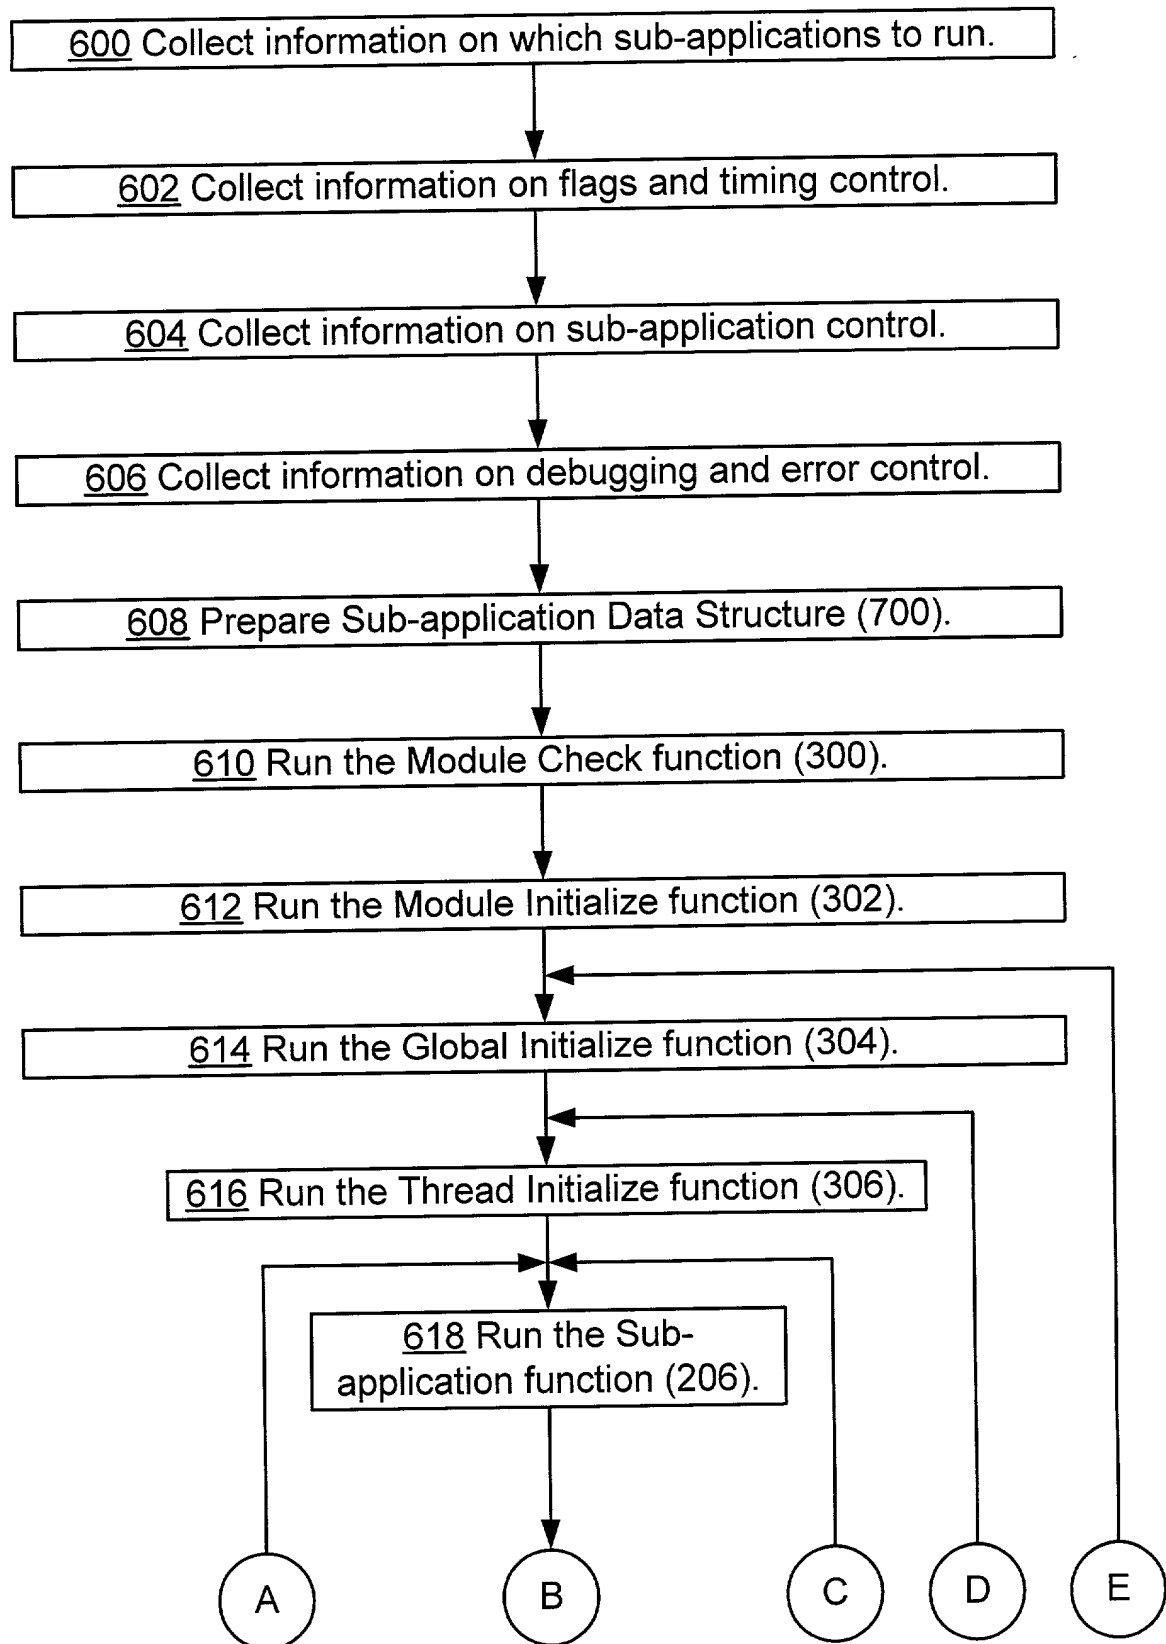 600 Collect information on which sub-applications to run.
602 Collect information on flags and timing control.
604 Collect information on sub-application control.
606 Collect information on debugging and error control.
608 Prepare Sub-application Data Structure (700).
610 Run the Module Check function (300).
612 Run the Module Initialize function (302).
614 Run the Global Initialize function (304).
616 Run the Thread Initialize function (306).
618 Run the Sub-
application function (206).
A
B
C
D
E